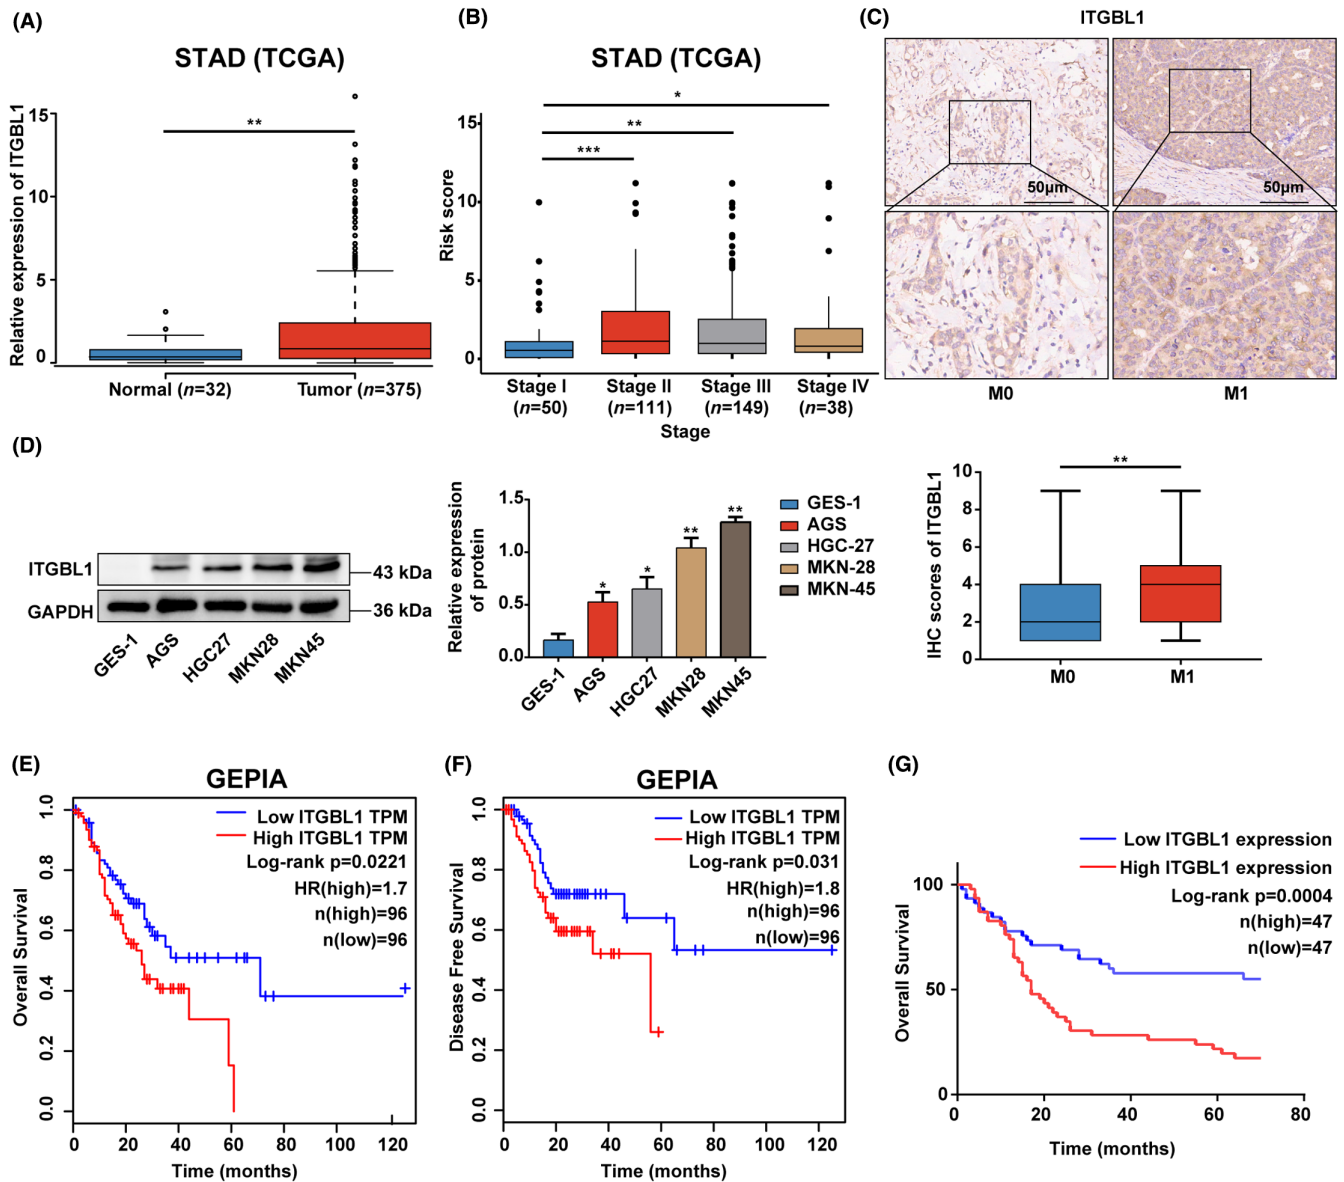 (A)
STAD (TCGA)
Relative expression of ITGBL1
15
10
5
0
**
Normal (n=32)
Tumor (n=375)
(B)
STAD (TCGA)
Risk score
15
10
5
0
*
**
***
Stage I
(n=50)
Stage II
(n=111)
Stage III
(n=149)
Stage IV
(n=38)
Stage
(C)
ITGBL1
50μm
50μm
M0
M1
IHC scores of ITGBL1
10
8
6
4
2
0
**
M0
M1
(D)
ITGBL1
43 kDa
GAPDH
36 kDa
GES-1
AGS
HGC27
MKN28
MKN45
Relative expression
of protein
1.5
1.0
0.5
0.0
*
*
**
**
GES-1
AGS
HGC27
MKN28
MKN45
GES-1
AGS
HGC-27
MKN-28
MKN-45
(E)
GEPIA
Overall Survival
1.0
0.8
0.6
0.4
0.2
0.0
Low ITGBL1 TPM
High ITGBL1 TPM
Log-rank p=0.0221
HR(high)=1.7
n(high)=96
n(low)=96
0
20
40
60
80
100
120
Time (months)
(F)
GEPIA
Disease Free Survival
1.0
0.8
0.6
0.4
0.2
0.0
Low ITGBL1 TPM
High ITGBL1 TPM
Log-rank p=0.031
HR(high)=1.8
n(high)=96
n(low)=96
0
20
40
60
80
100
120
Time (months)
(G)
Overall Survival
100
50
0
Low ITGBL1 expression
High ITGBL1 expression
Log-rank p=0.0004
n(high)=47
n(low)=47
0
20
40
60
80
Time (months)